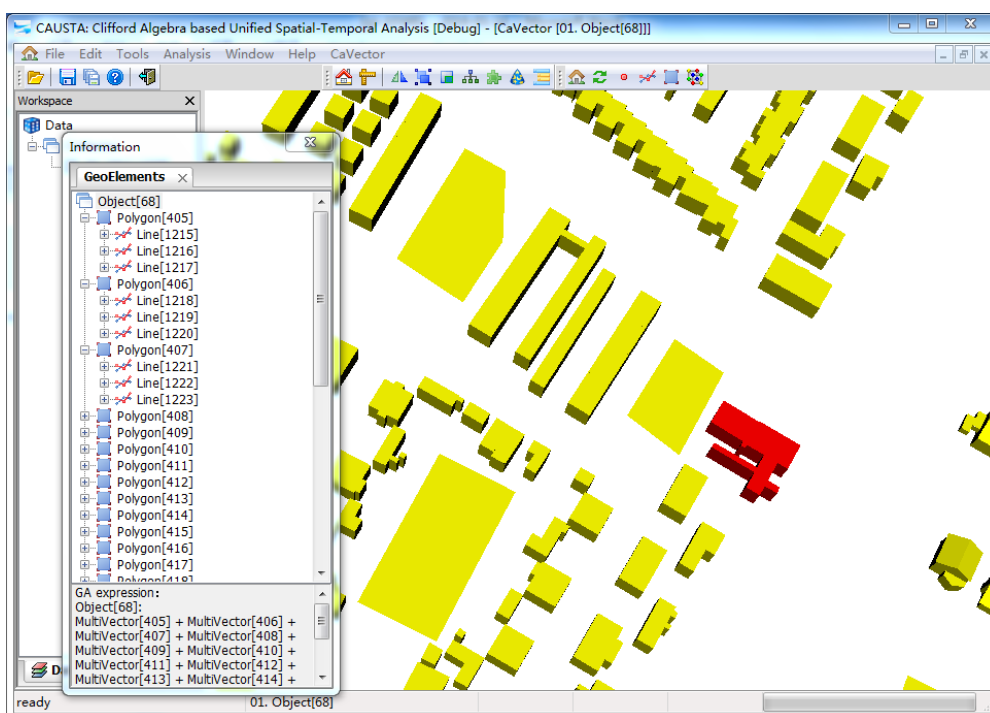 CAUSTA: Clifford Algebra based Unified Spatial-Temporal Analysis [Debug] - [CaVector [01. Object[68]]]
File Edit Tools Analysis Window Help CaVector
Workspace
Data
Information
GeoElements
Object[68]
Polygon[405]
Line[1215]
Line[1216]
Line[1217]
Polygon[406]
Line[1218]
Line[1219]
Line[1220]
Polygon[407]
Line[1221]
Line[1222]
Line[1223]
Polygon[408]
Polygon[409]
Polygon[410]
Polygon[411]
Polygon[412]
Polygon[413]
Polygon[414]
Polygon[415]
Polygon[416]
Polygon[417]
Polygon[418]
GA expression:
Object[68]:
MultiVector[405] + MultiVector[406] +
MultiVector[407] + MultiVector[408] +
MultiVector[409] + MultiVector[410] +
MultiVector[411] + MultiVector[412] +
MultiVector[413] + MultiVector[414] +
ready 01. Object[68]